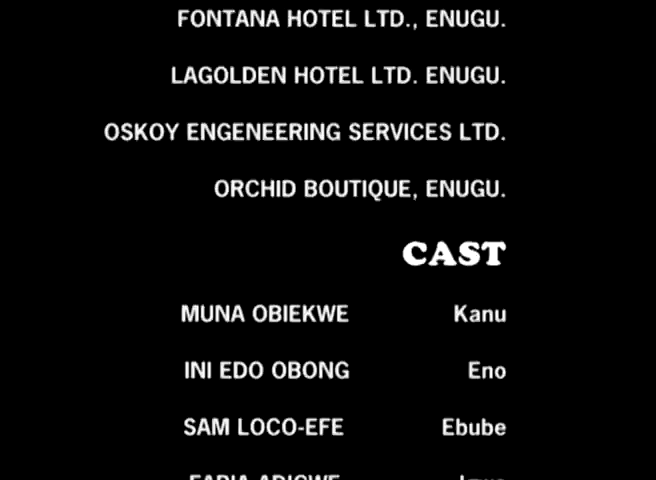 FONTANA HOTEL LTD., ENUGU.
LAGOLDEN HOTEL LTD. ENUGU.
OSKOY ENGENEERING SERVICES LTD.
ORCHID BOUTIQUE, ENUGU.
CAST
MUNA OBIEKWE Kanu
INI EDO OBONG Eno
SAM LOCO-EFE Ebube